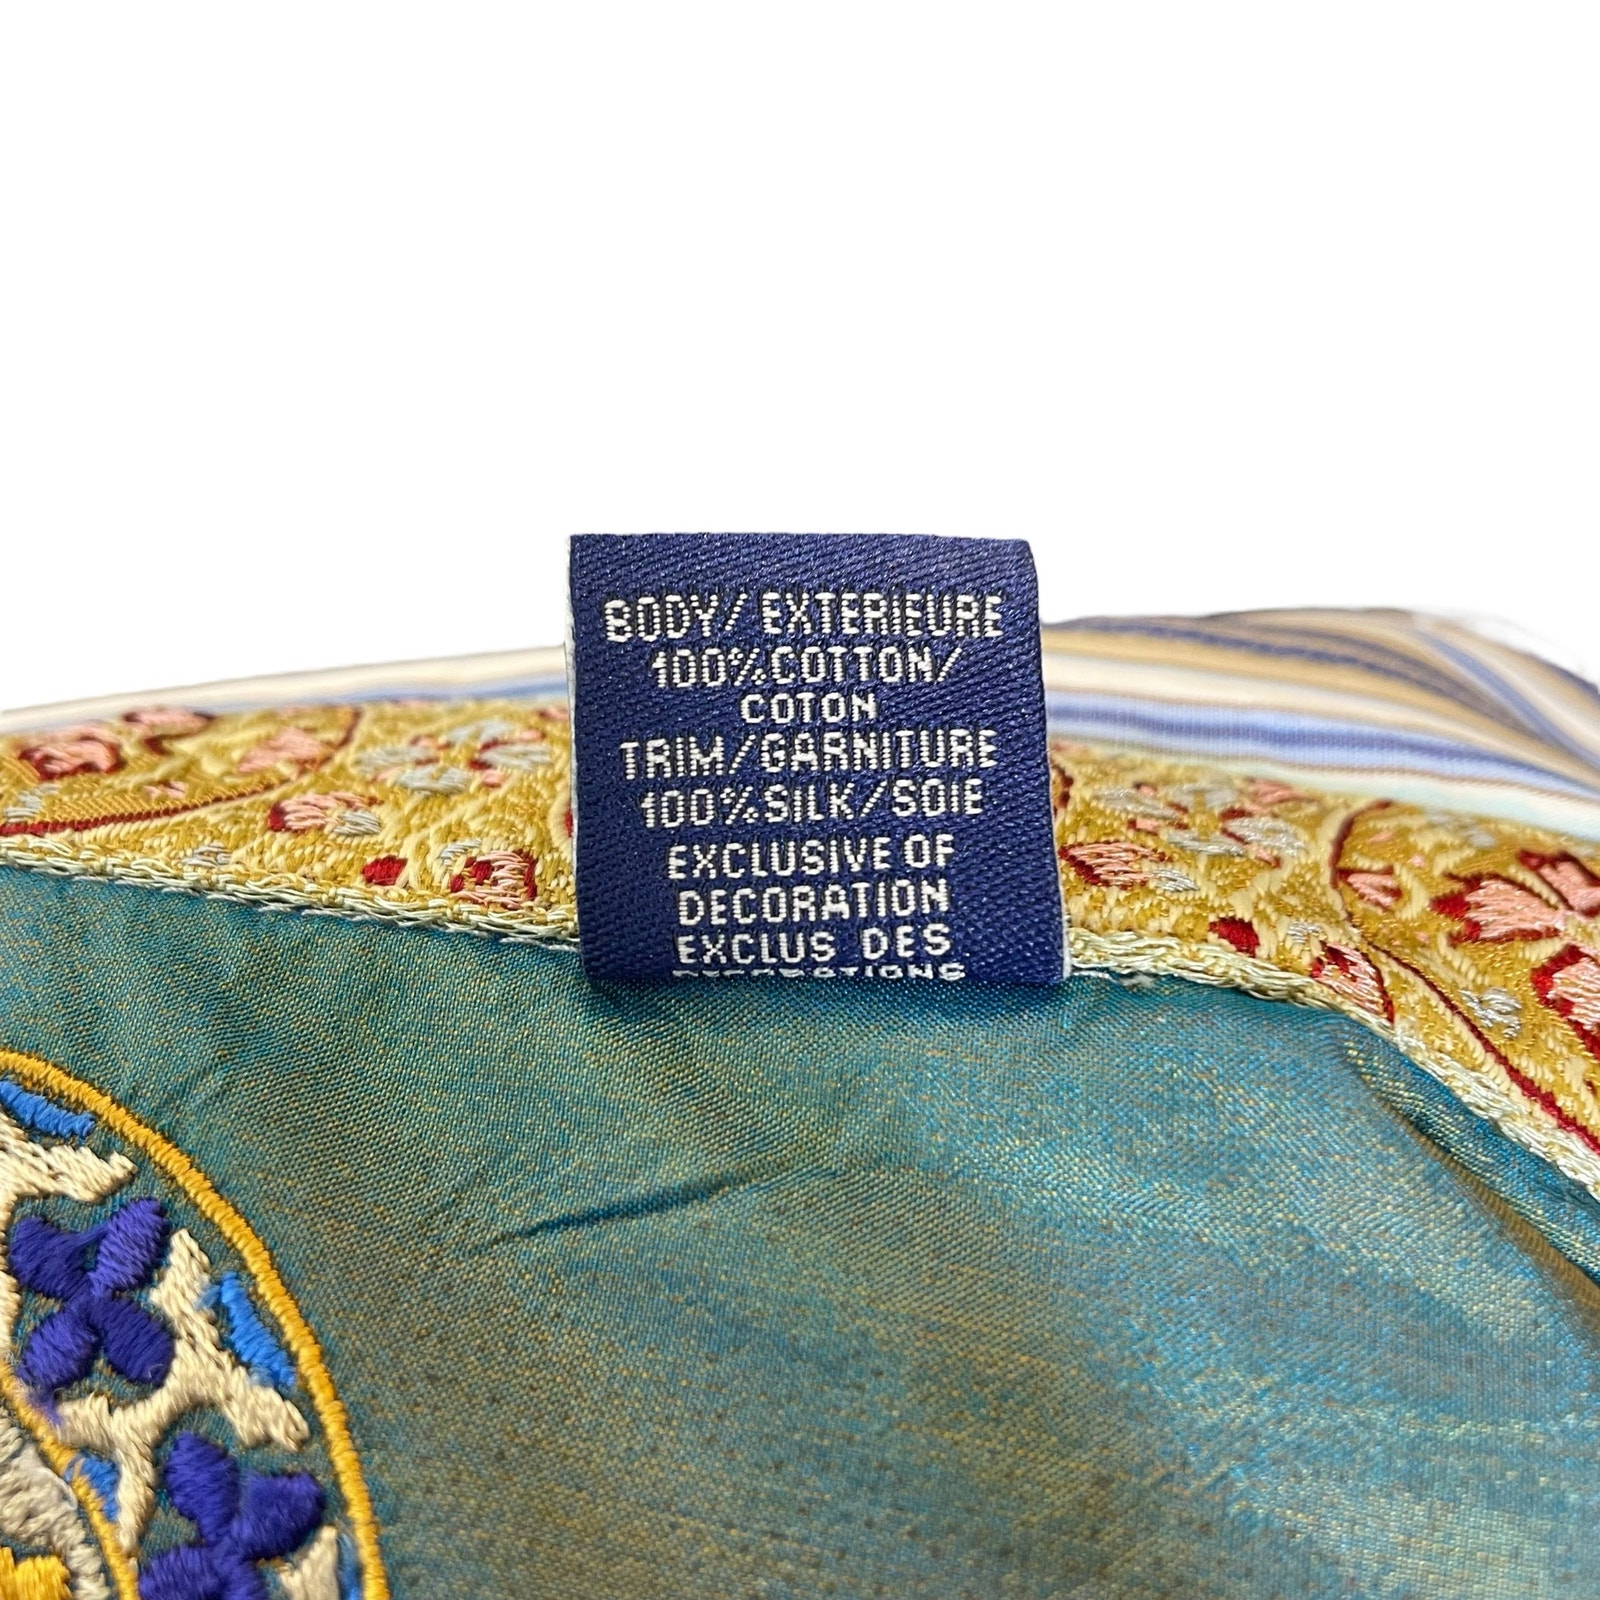 BODY/ EXTERIEURE
100%COTTON/
COTON
TRIM/GARNITURE
100%SILK/SOIE
EXCLUSIVE OF
DECORATION
EXCLUS DES